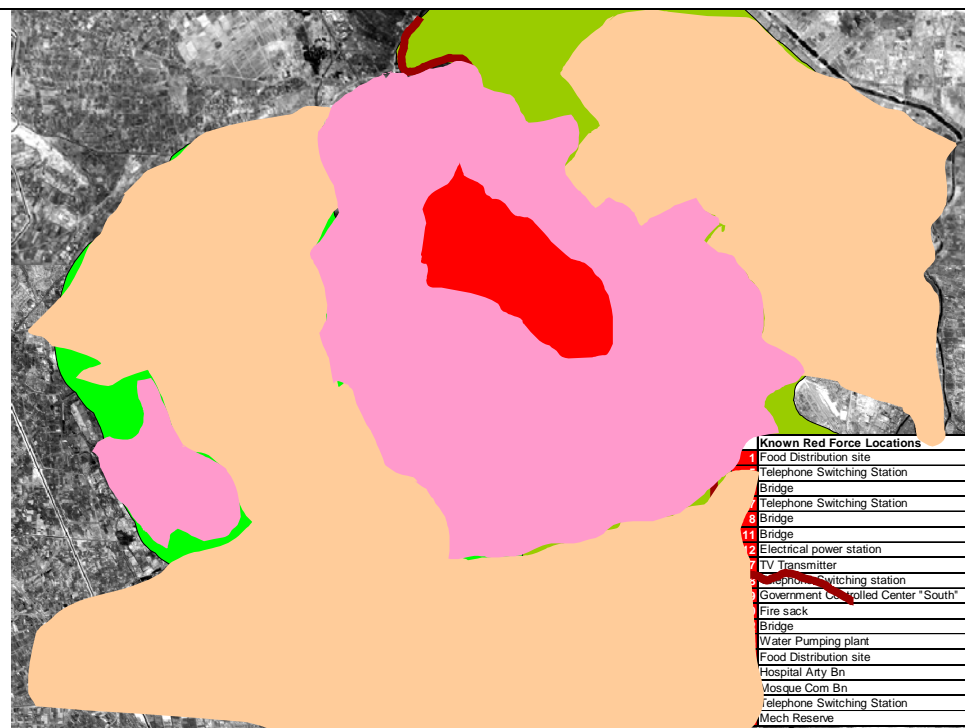 Known Red Force Locations
1 Food Distribution site
Telephone Switching Station
Bridge
7 Telephone Switching Station
8 Bridge
11 Bridge
2 Electrical power station
7 TV Transmitter
Telephone Switching station
Government Controlled Center "South"
Fire sack
Bridge
Water Pumping plant
Food Distribution site
Hospital Arty Bn
Mosque Com Bn
Telephone Switching Station
Mech Reserve